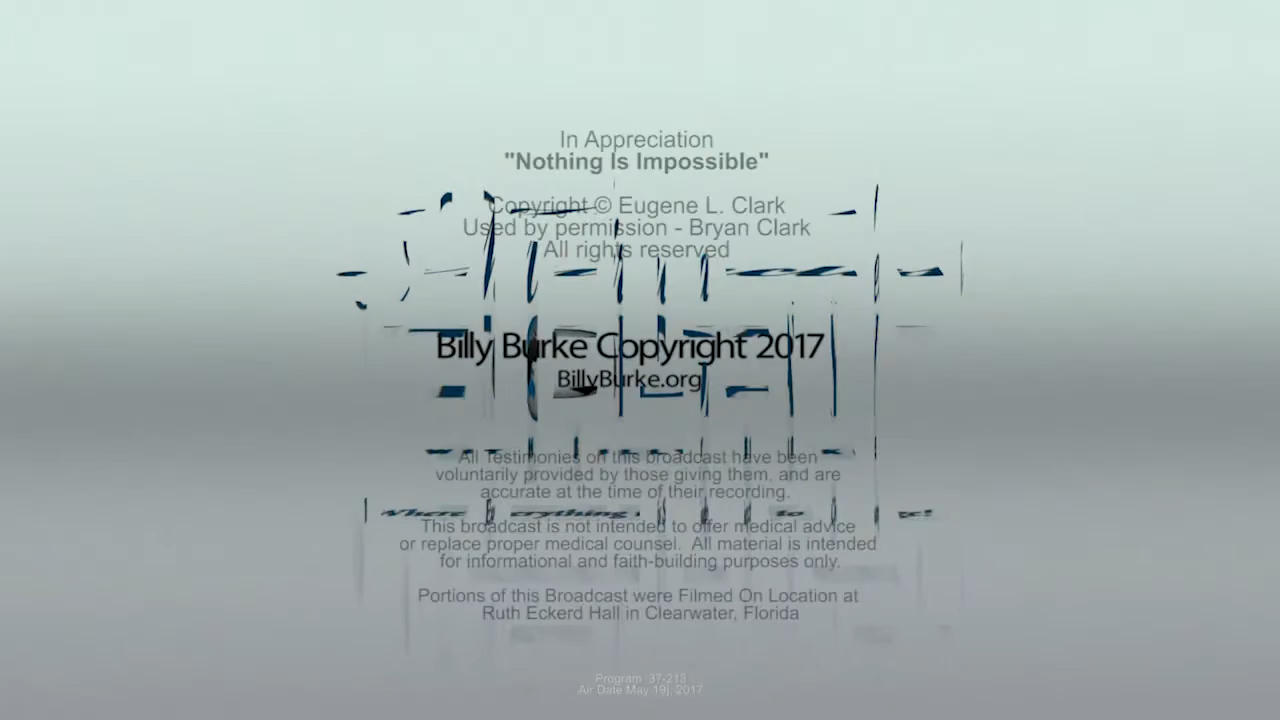 In Appreciation
"Nothing Is Impossible"
Copyright © Eugene L. Clark
Used by permission - Bryan Clark
All rights reserved
Billy Burke Copyright 2017
BillyBurke.org
All Testimonies on this broadcast have been
voluntarily provided by those giving them, and are
accurate at the time of their recording.
Where erything to
This broadcast is not intended to offer medical advice
or replace proper medical counsel. All material is intended
for informational and faith-building purposes only.
Portions of this Broadcast were Filmed On Location at
Ruth Eckerd Hall in Clearwater, Florida
Program 37-213
Air Date May 19j, 2017